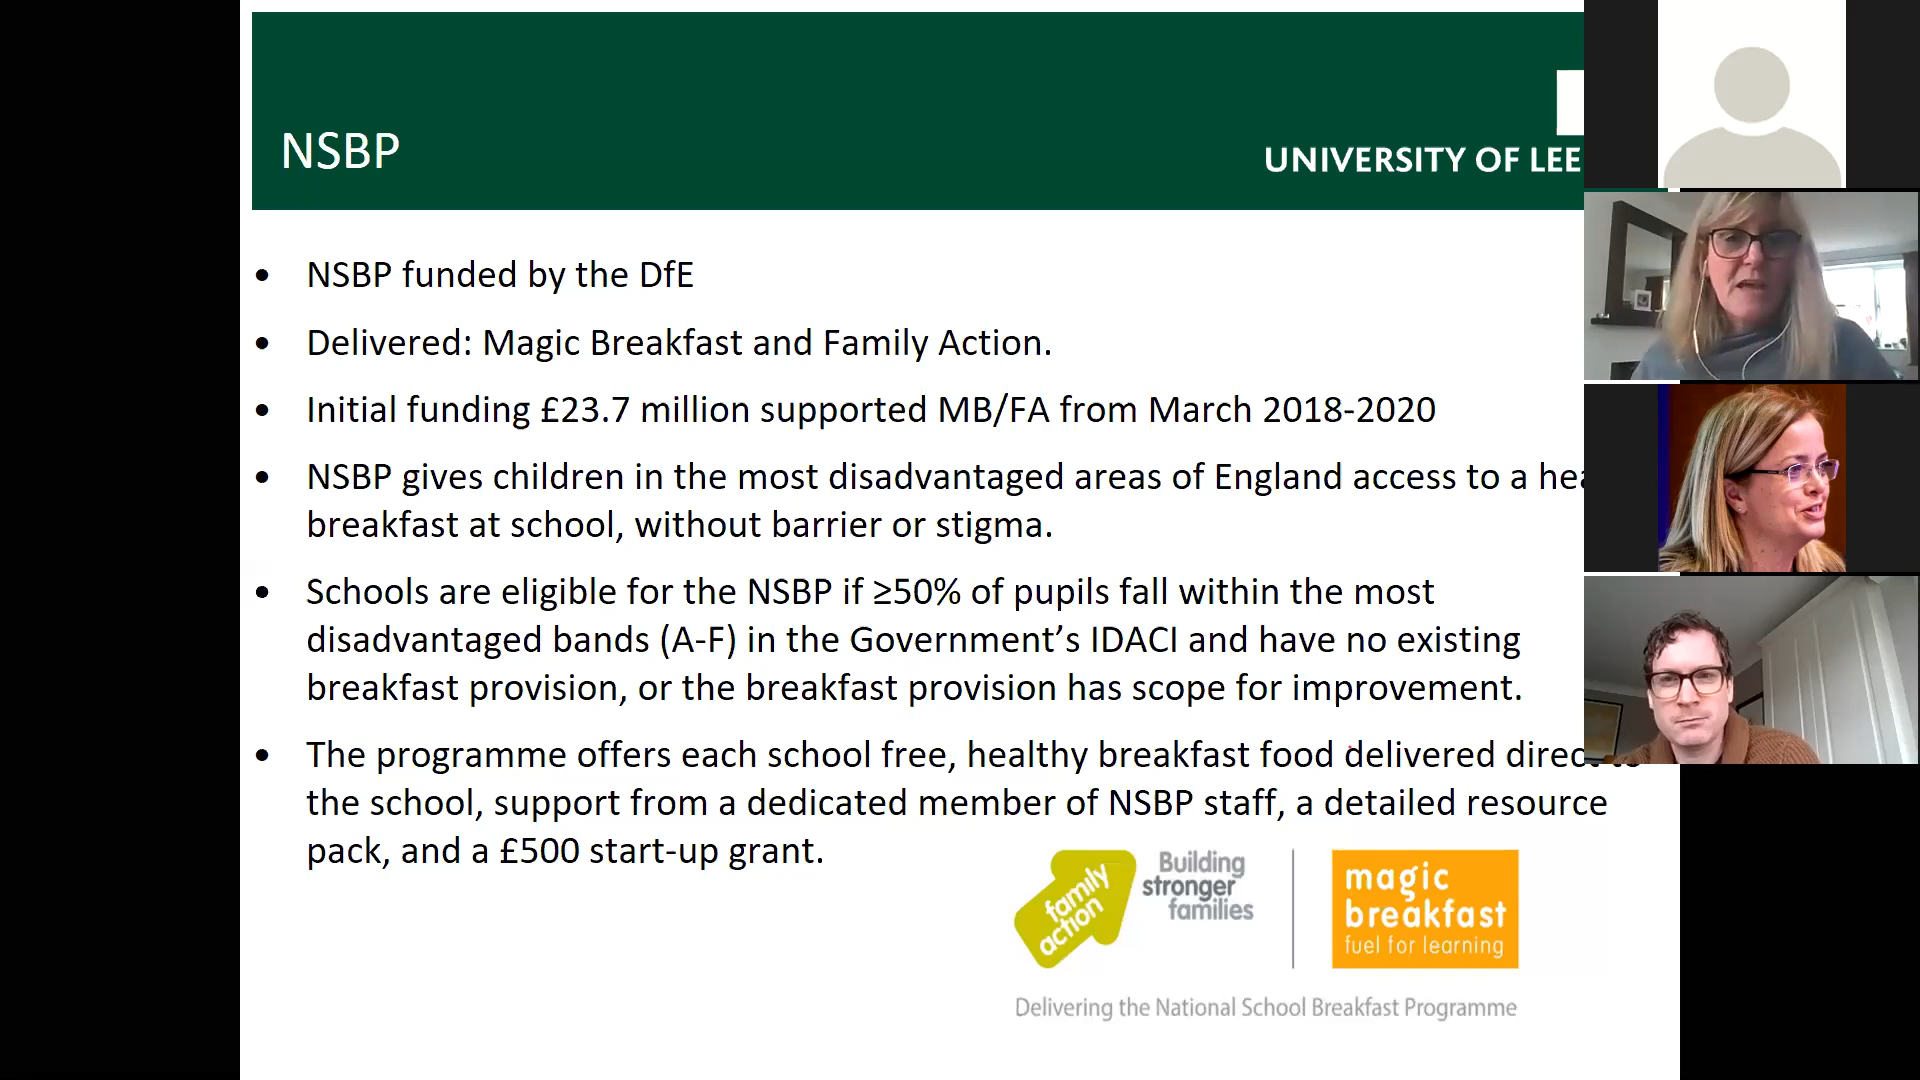 NSBP
UNIVERSITY OF LEE
• NSBP funded by the DfE
• Delivered: Magic Breakfast and Family Action.
• Initial funding £23.7 million supported MB/FA from March 2018-2020
• NSBP gives children in the most disadvantaged areas of England access to a hea
breakfast at school, without barrier or stigma.
• Schools are eligible for the NSBP if ≥50% of pupils fall within the most
disadvantaged bands (A-F) in the Government’s IDACI and have no existing
breakfast provision, or the breakfast provision has scope for improvement.
• The programme offers each school free, healthy breakfast food delivered direct to
the school, support from a dedicated member of NSBP staff, a detailed resource
pack, and a £500 start-up grant.
family
action
Building
stronger
families
magic
breakfast
fuel for learning
Delivering the National School Breakfast Programme